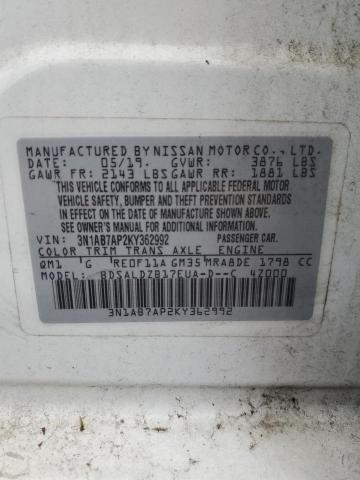 MANUFACTURED BY NISSAN MOTOR CO., LTD.
DATE: 05/19. GVWR: 3876 LBS
GAWR FR: 2143 LBS GAWR RR: 1881 LBS
THIS VEHICLE CONFORMS TO ALL APPLICABLE FEDERAL MOTOR
VEHICLE SAFETY, BUMPER AND THEFT PREVENTION STANDARDS
IN EFFECT ON THE DATE OF MANUFACTURE SHOWN ABOVE.
SEE OWNER'S MANUAL FOR ADDITIONAL INFORMATION.
VIN: 3N1AB7AP2KY362992 PASSENGER CAR.
COLOR TRIM TRANS AXLE ENGINE
QM1 G RE0F11A GM35 MRA8DE 1798 CC
MODEL: BDSALDZB17EUA-D--C 4Z000
3N1AB7AP2KY362992